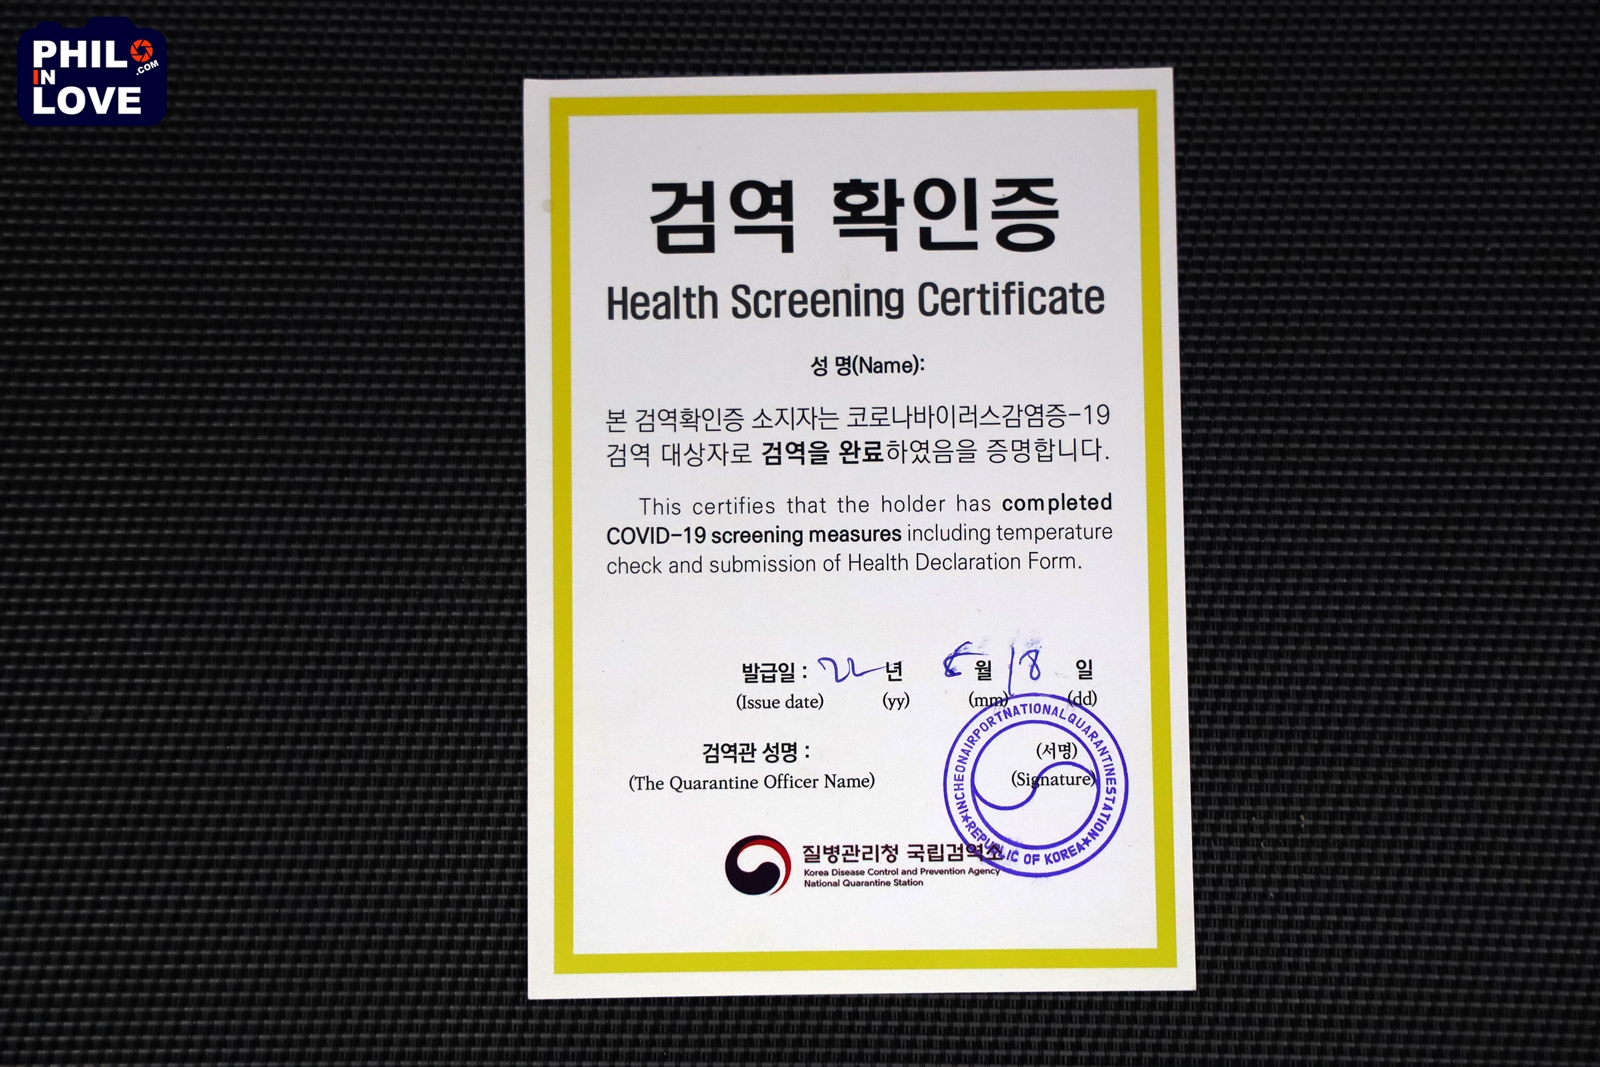 PHIL
IN
.COM
LOVE
검역 확인증
Health Screening Certificate
성 명(Name):
본 검역확인증 소지자는 코로나바이러스감염증-19
검역 대상자로 검역을 완료하였음을 증명합니다.
This certifies that the holder has completed
COVID-19 screening measures including temperature
check and submission of Health Declaration Form.
발급일 : 22 년 월 18 일
(Issue date) (yy) (mm) (dd)
검역관 성명 : (서명)
(The Quarantine Officer Name) (Signature)
INCHEONAIRPORTNATIONALQUARANTINESTATION
★REPUBLIC OF KOREA★
질병관리청 국립검역소
Korea Disease Control and Prevention Agency
National Quarantine Station